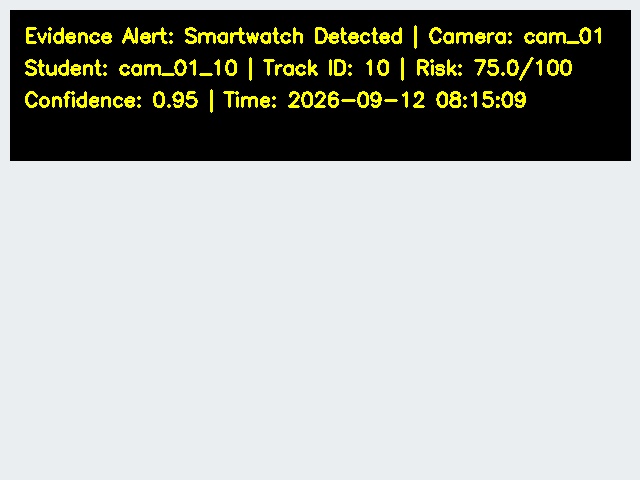 Evidence Alert: Smartwatch Detected | Camera: cam_01
Student: cam_01_10 | Track ID: 10 | Risk: 75.0/100
Confidence: 0.95 | Time: 2026-09-12 08:15:09